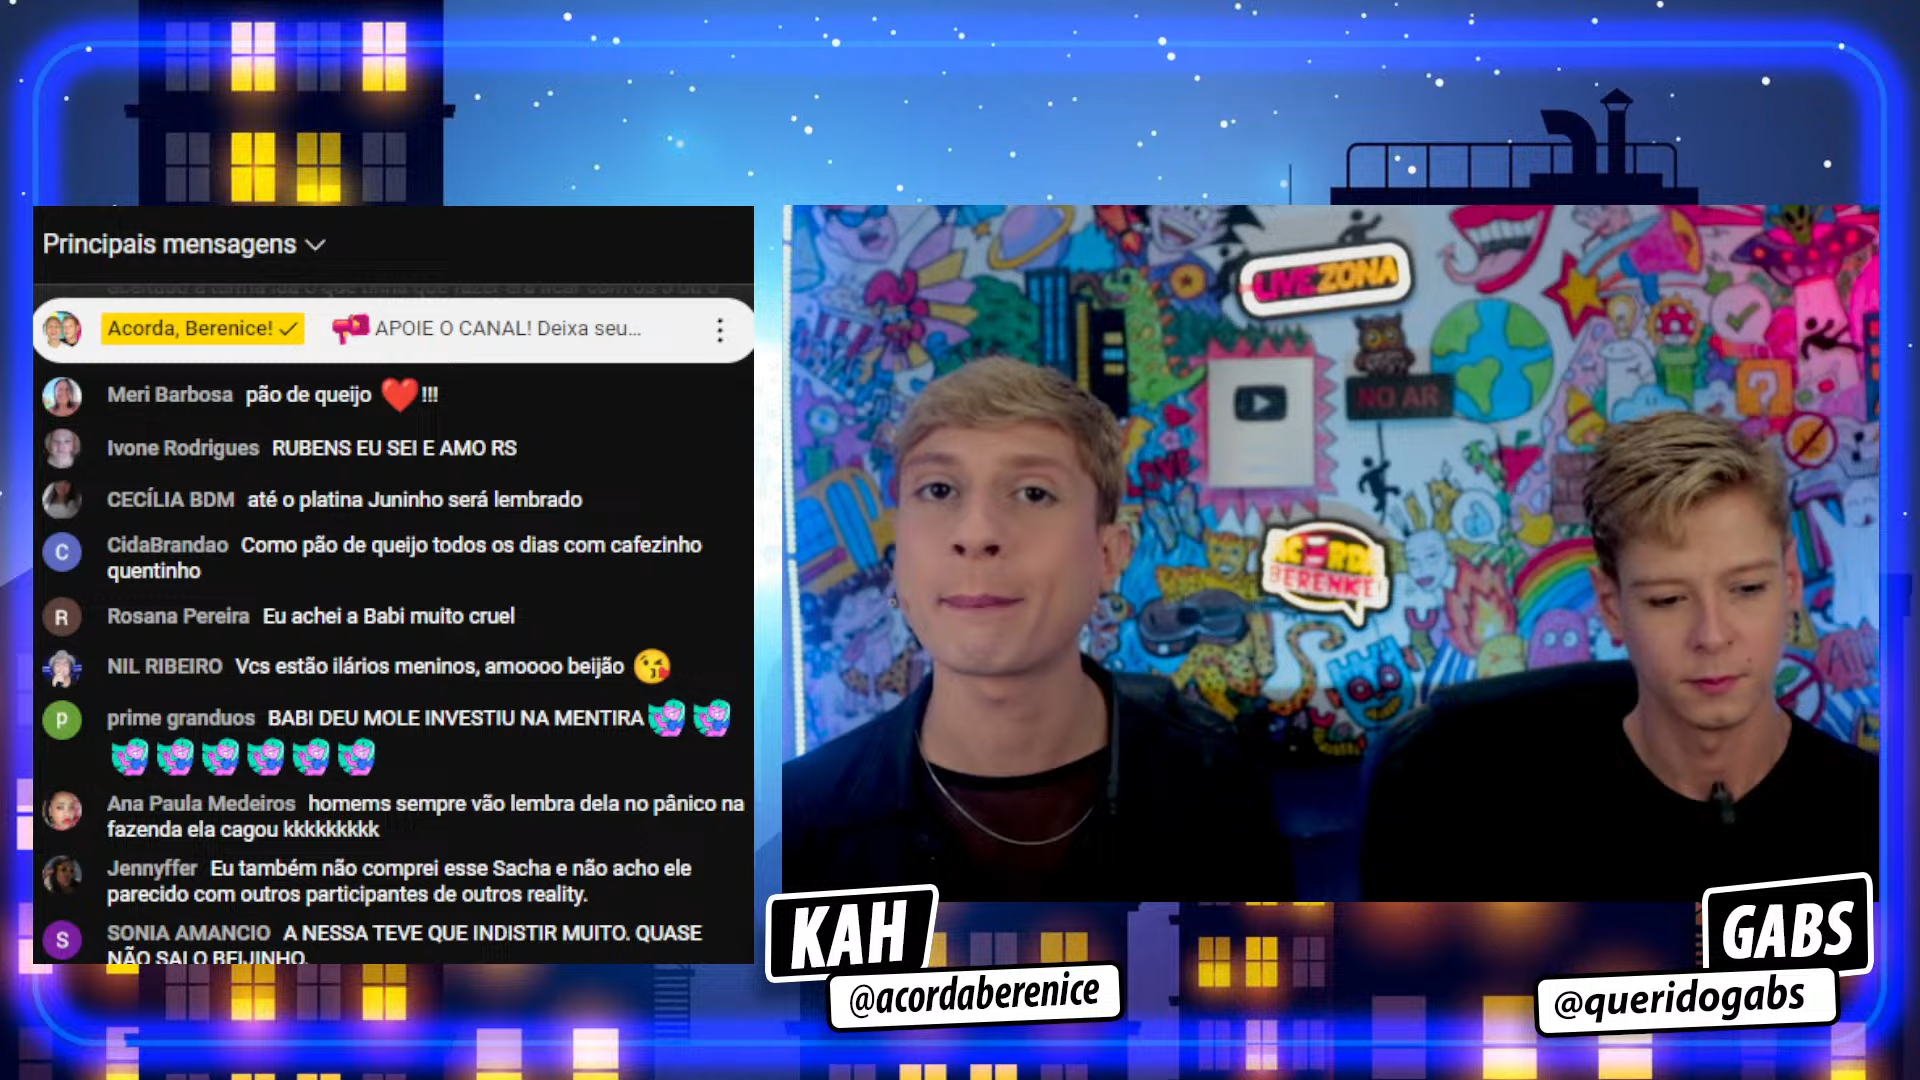 Principais mensagens
Acorda, Berenice! APOIE O CANAL! Deixa seu...
Meri Barbosa pão de queijo ❤️ !!!
Ivone Rodrigues RUBENS EU SEI E AMO RS
CECÍLIA BDM até o platina Juninho será lembrado
C CidaBrandao Como pão de queijo todos os dias com cafezinho
quentinho
R Rosana Pereira Eu achei a Babi muito cruel
NIL RIBEIRO Vcs estão ilários meninos, amoooo beijão 😘
p prime granduos BABI DEU MOLE INVESTIU NA MENTIRA
Ana Paula Medeiros homems sempre vão lembra dela no pânico na
fazenda ela cagou kkkkkkkkk
Jennyffer Eu também não comprei esse Sacha e não acho ele
parecido com outros participantes de outros reality.
S SONIA AMANCIO A NESSA TEVE QUE INDISTIR MUITO. QUASE
NÃO SAI O BEIJINHO.
LIVEZONA
NO AR
ACORDA
BERENICE!
KAH
@acordaberenice
GABS
@queridogabs